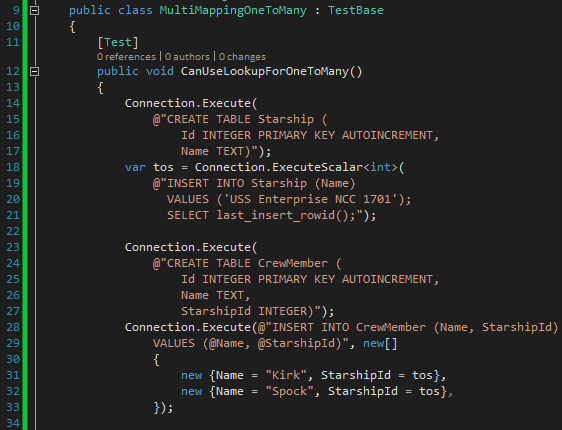 9 public class MultiMappingOneToMany : TestBase
10 {
11 [Test]
0 references | 0 authors | 0 changes
12 public void CanUseLookupForOneToMany()
13 {
14 Connection.Execute(
15 @"CREATE TABLE Starship (
16 Id INTEGER PRIMARY KEY AUTOINCREMENT,
17 Name TEXT)");
18 var tos = Connection.ExecuteScalar<int>(
19 @"INSERT INTO Starship (Name)
20 VALUES ('USS Enterprise NCC 1701');
21 SELECT last_insert_rowid();");
22
23 Connection.Execute(
24 @"CREATE TABLE CrewMember (
25 Id INTEGER PRIMARY KEY AUTOINCREMENT,
26 Name TEXT,
27 StarshipId INTEGER)");
28 Connection.Execute(@"INSERT INTO CrewMember (Name, StarshipId)
29 VALUES (@Name, @StarshipId)", new[]
30 {
31 new {Name = "Kirk", StarshipId = tos},
32 new {Name = "Spock", StarshipId = tos},
33 });
34